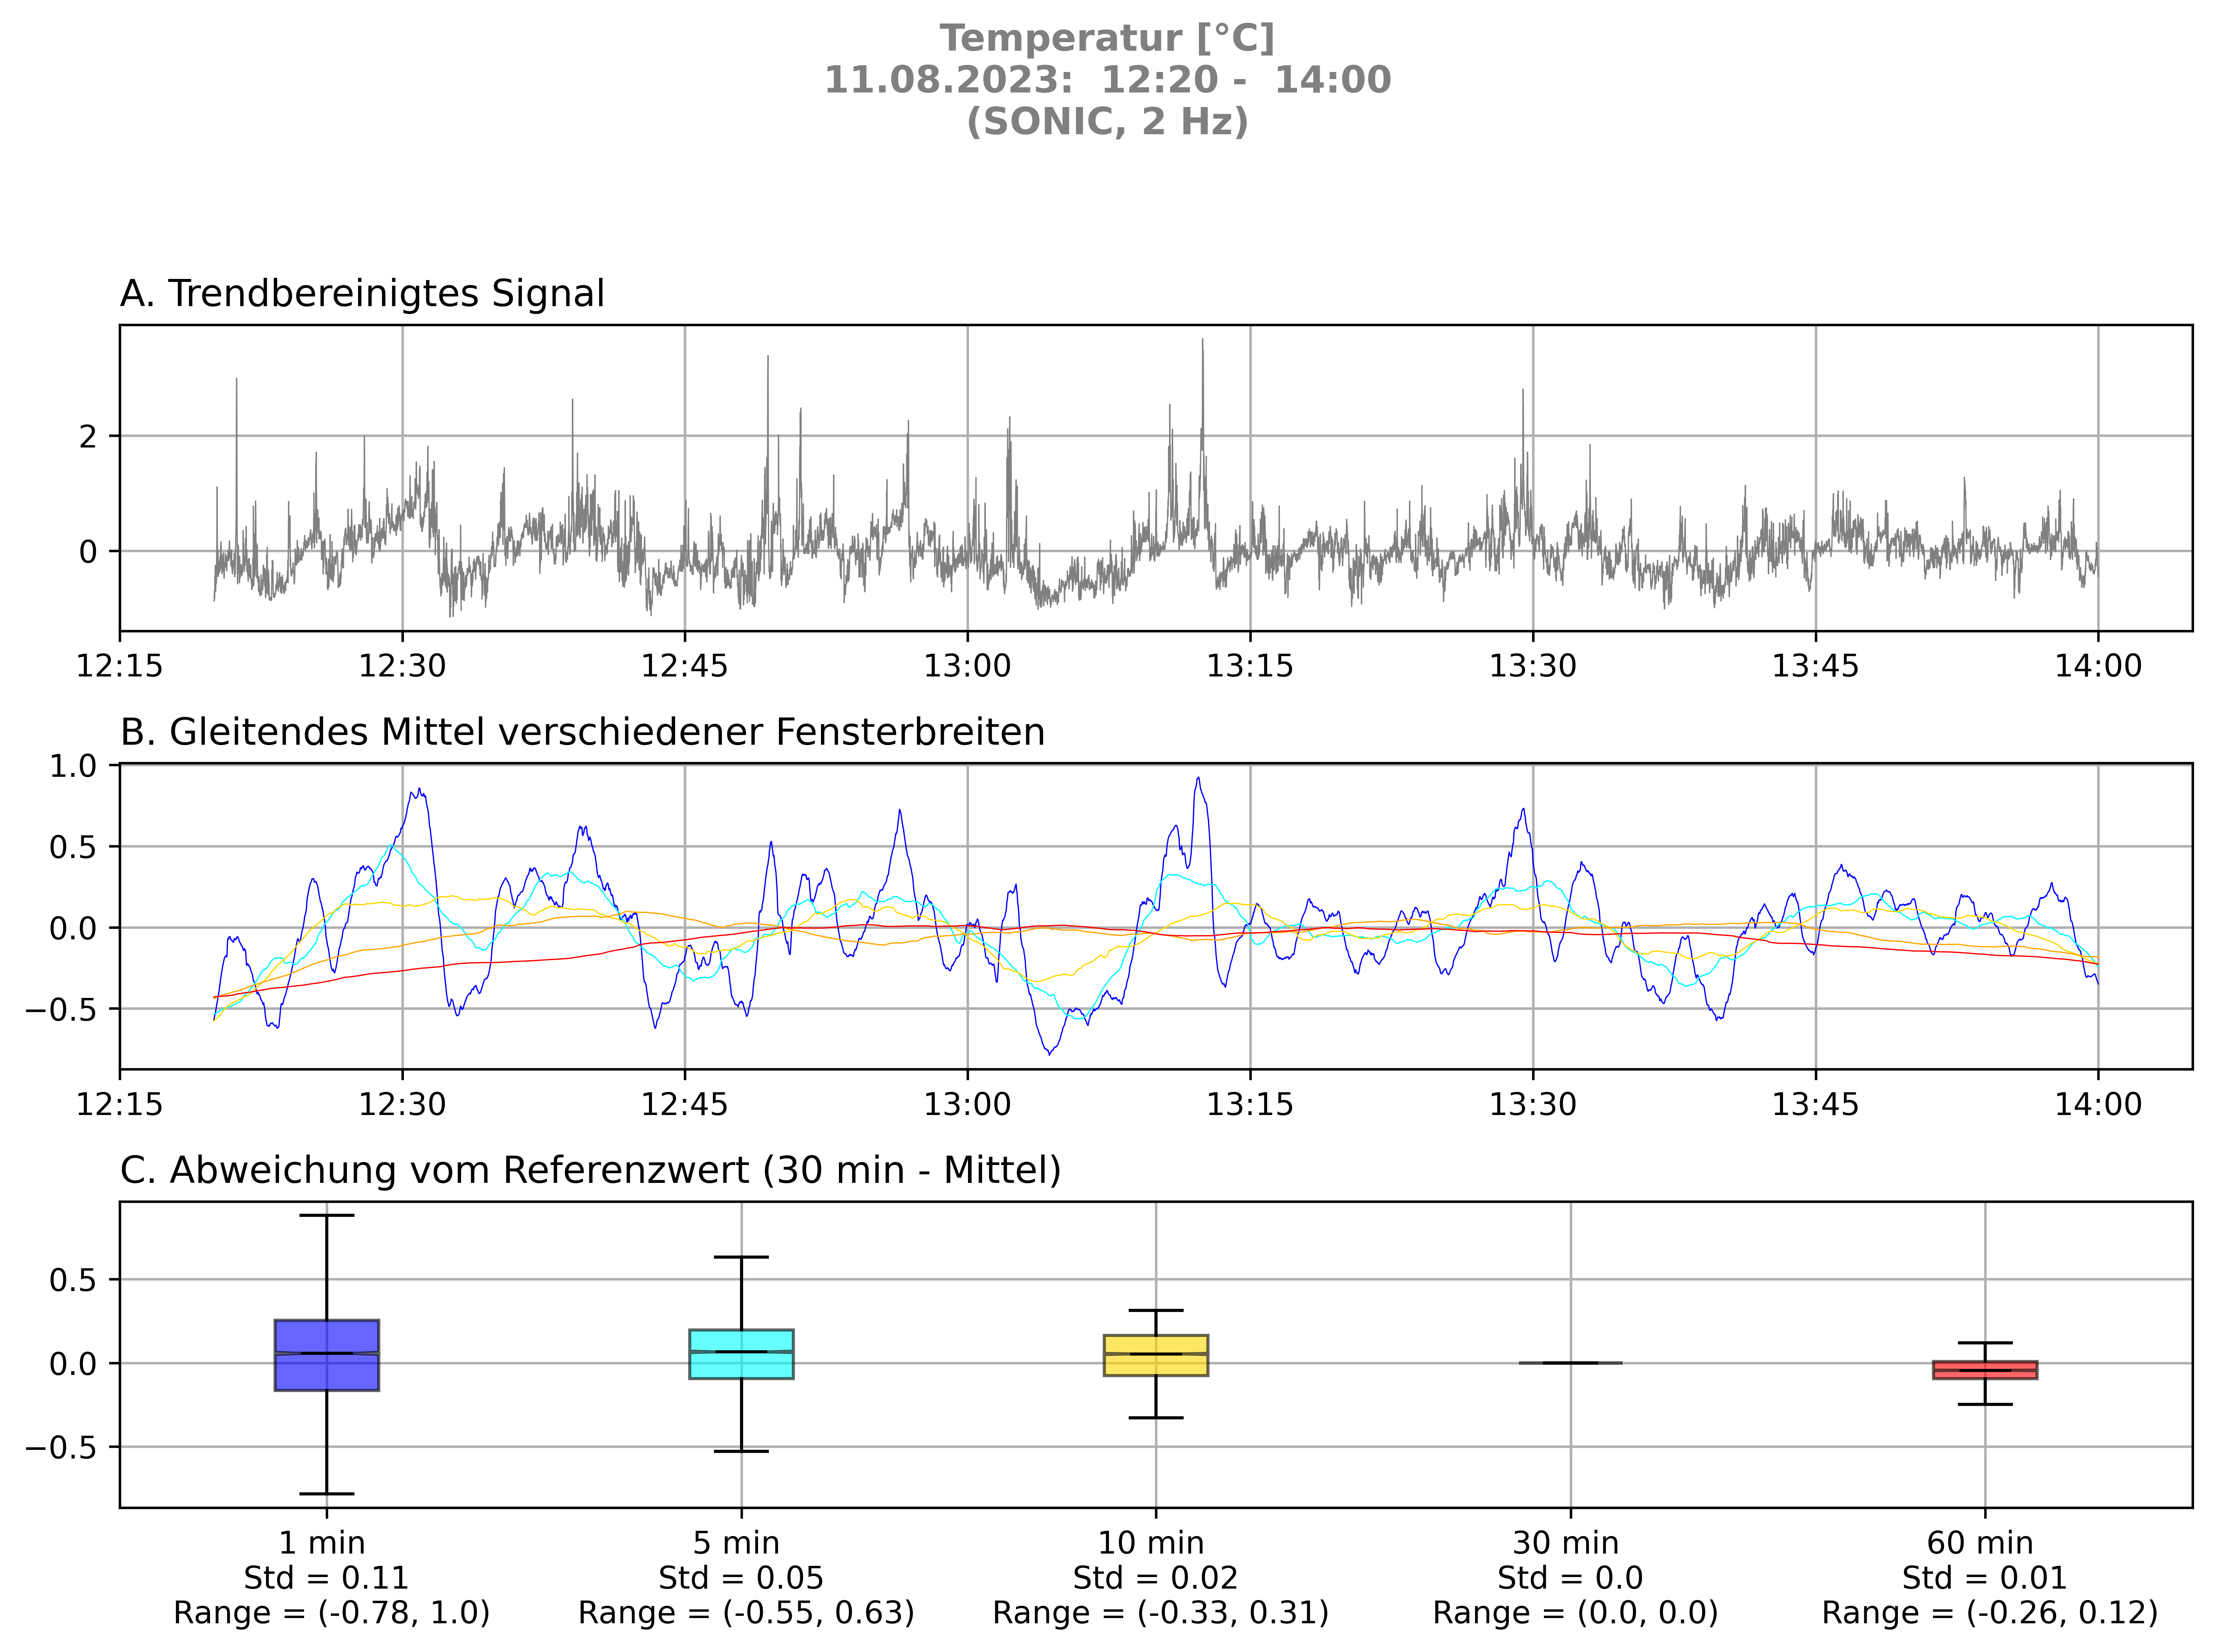 Temperatur [°C]
11.08.2023:  12:20 -  14:00
(SONIC, 2 Hz)
A. Trendbereinigtes Signal
2
0
12:15 12:30 12:45 13:00 13:15 13:30 13:45 14:00
B. Gleitendes Mittel verschiedener Fensterbreiten
1.0
0.5
0.0
−0.5
12:15 12:30 12:45 13:00 13:15 13:30 13:45 14:00
C. Abweichung vom Referenzwert (30 min - Mittel)
0.5
0.0
−0.5
1 min 5 min 10 min 30 min 60 min
Std = 0.11 Std = 0.05 Std = 0.02 Std = 0.0 Std = 0.01
Range = (-0.78, 1.0) Range = (-0.55, 0.63) Range = (-0.33, 0.31) Range = (0.0, 0.0) Range = (-0.26, 0.12)